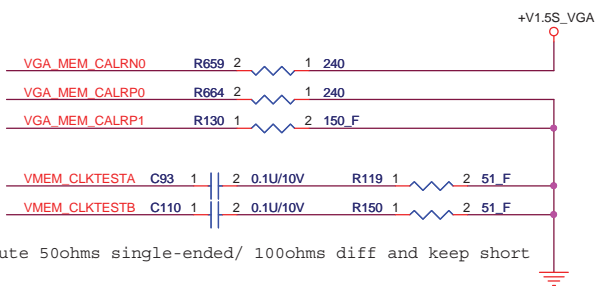 +V1.5S_VGA
VGA_MEM_CALRN0 R659 2 1 240
VGA_MEM_CALRP0 R664 2 1 240
VGA_MEM_CALRP1 R130 1 2 150_F
VMEM_CLKTESTA C93 1 2 0.1U/10V R119 1 2 51_F
VMEM_CLKTESTB C110 1 2 0.1U/10V R150 1 2 51_F
ute 50ohms single-ended/ 100ohms diff and keep short